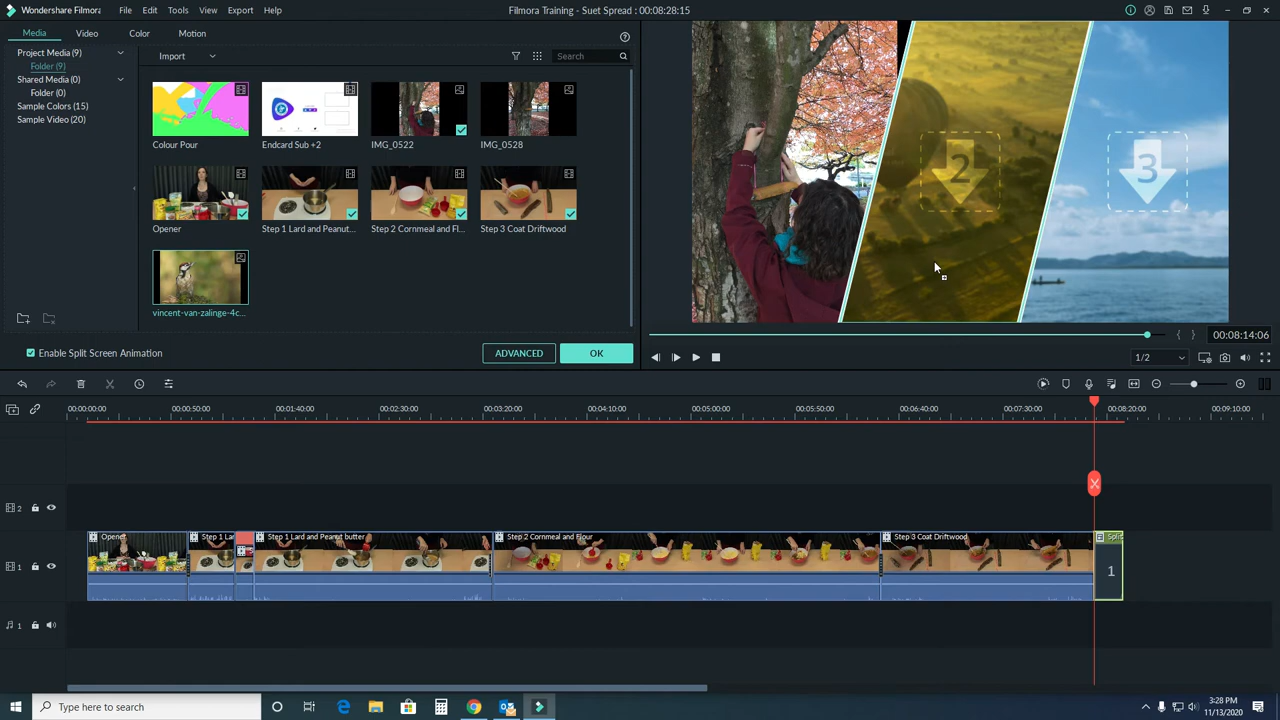 Wondershare Filmora File Edit Tools View Export Help Filmora Training - Suet Spread : 00:08:28:15
Media Video Color Motion
Project Media (9)
Folder (9)
Shared Media (0)
Folder (0)
Sample Colors (15)
Sample Video (20)
Import Search
Colour Pour Endcard Sub +2 IMG_0522 IMG_0528
Opener Step 1 Lard and Peanut... Step 2 Cornmeal and Fl... Step 3 Coat Driftwood
vincent-van-zalinge-4c...
Enable Split Screen Animation ADVANCED OK
2 3
00:08:14:06
1/2
00:00:00:00 00:00:50:00 00:01:40:00 00:02:30:00 00:03:20:00 00:04:10:00 00:05:00:00 00:05:50:00 00:06:40:00 00:07:30:00 00:08:20:00 00:09:10:00
2
Opener Step 1 Lar Step 1 Lard and Peanut butter Step 2 Cornmeal and Flour Step 3 Coat Driftwood Split
1 1
1
Type here to search
3:28 PM
11/13/2020